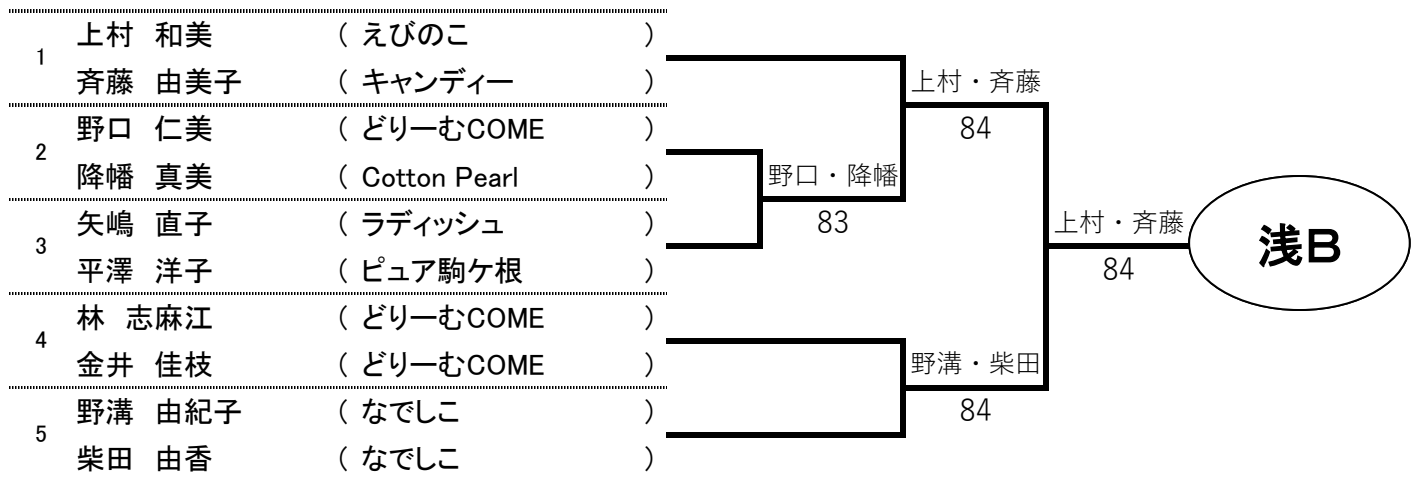 1
上村 和美 ( えびのこ )
斉藤 由美子 ( キャンディー )
2
野口 仁美 ( どりーむCOME )
降幡 真美 ( Cotton Pearl )
3
矢嶋 直子 ( ラディッシュ )
平澤 洋子 ( ピュア駒ケ根 )
4
林 志麻江 ( どりーむCOME )
金井 佳枝 ( どりーむCOME )
5
野溝 由紀子 ( なでしこ )
柴田 由香 ( なでしこ )
野口・降幡
83
上村・斉藤
84
野溝・柴田
84
上村・斉藤
84
浅B